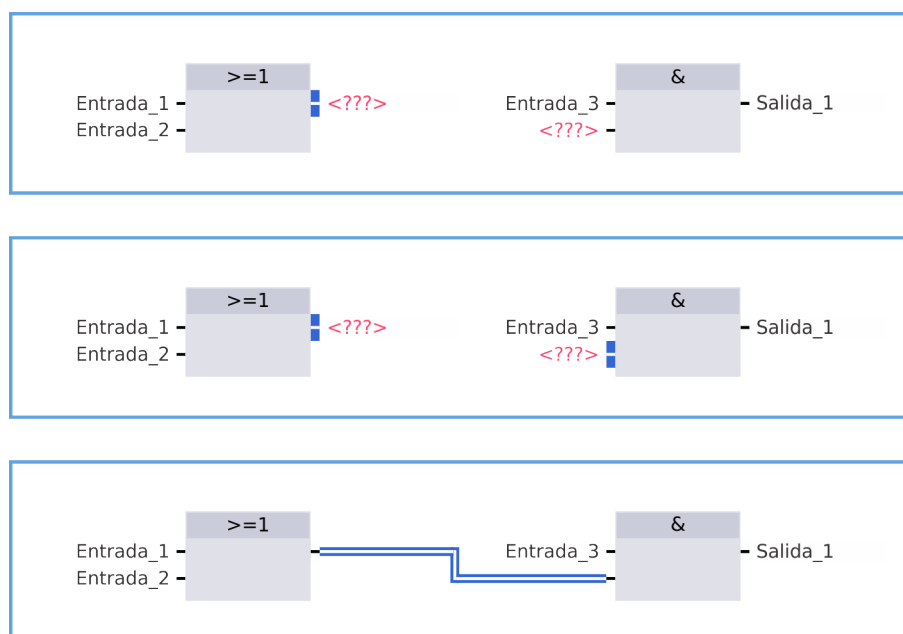 >=1 &
Entrada_1 <???> Entrada_3 Salida_1
Entrada_2 <???>
>=1 &
Entrada_1 <???> Entrada_3 Salida_1
Entrada_2 <???>
>=1 &
Entrada_1 Entrada_3 Salida_1
Entrada_2